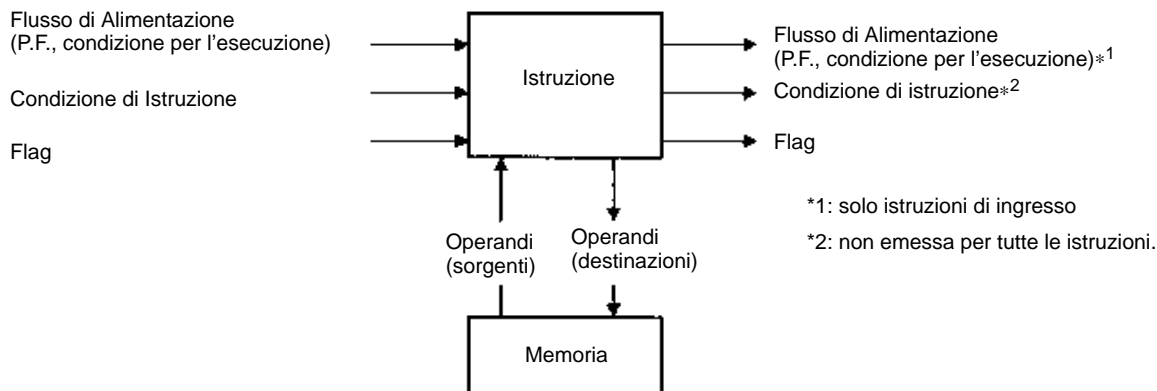 Flusso di Alimentazione
(P.F., condizione per l'esecuzione)
Condizione di Istruzione
Flag
Istruzione
Flusso di Alimentazione
(P.F., condizione per l'esecuzione)*1
Condizione di istruzione*2
Flag
*1: solo istruzioni di ingresso
*2: non emessa per tutte le istruzioni.
Operandi
(sorgenti)
Operandi
(destinazioni)
Memoria